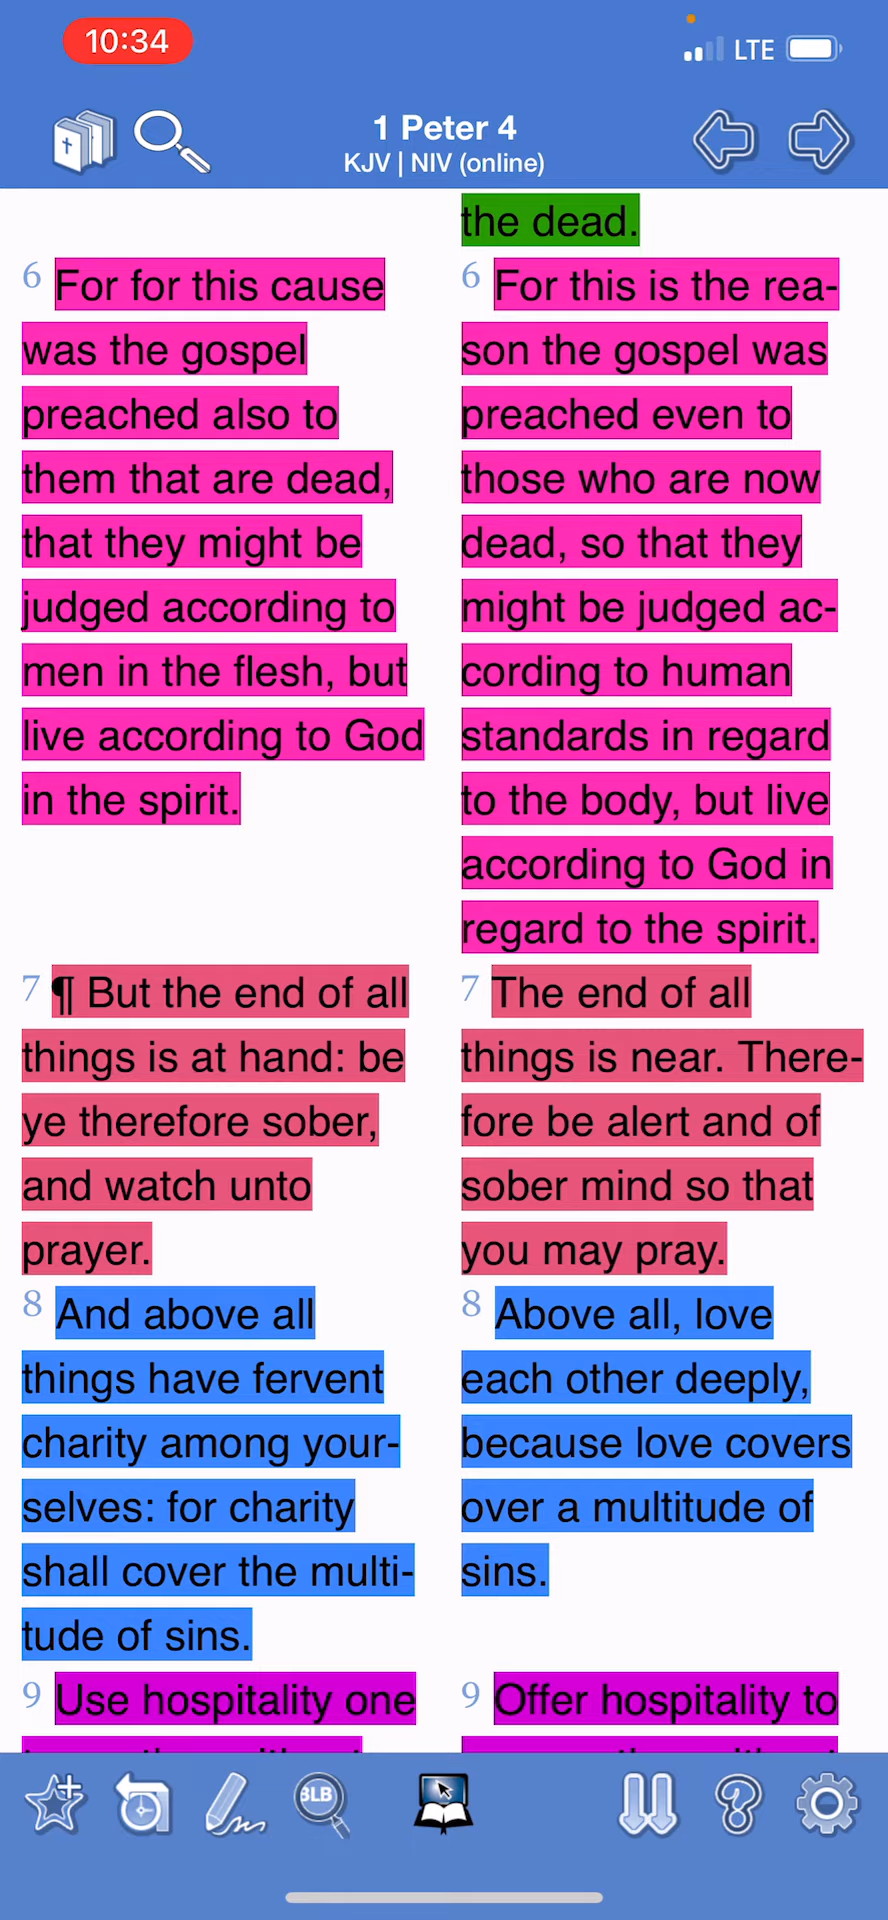 10:34
LTE
1 Peter 4
KJV | NIV (online)
the dead.
6 For for this cause
was the gospel
preached also to
them that are dead,
that they might be
judged according to
men in the flesh, but
live according to God
in the spirit.
6 For this is the rea-
son the gospel was
preached even to
those who are now
dead, so that they
might be judged ac-
cording to human
standards in regard
to the body, but live
according to God in
regard to the spirit.
7 ¶ But the end of all
things is at hand: be
ye therefore sober,
and watch unto
prayer.
7 The end of all
things is near. There-
fore be alert and of
sober mind so that
you may pray.
8 And above all
things have fervent
charity among your-
selves: for charity
shall cover the multi-
tude of sins.
8 Above all, love
each other deeply,
because love covers
over a multitude of
sins.
9 Use hospitality one
9 Offer hospitality to
BLB